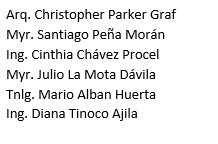 Arq. Christopher Parker Graf
Myr. Santiago Peña Morán
Ing. Cinthia Chávez Procel
Myr. Julio La Mota Dávila
Tnlg. Mario Alban Huerta
Ing. Diana Tinoco Ajila